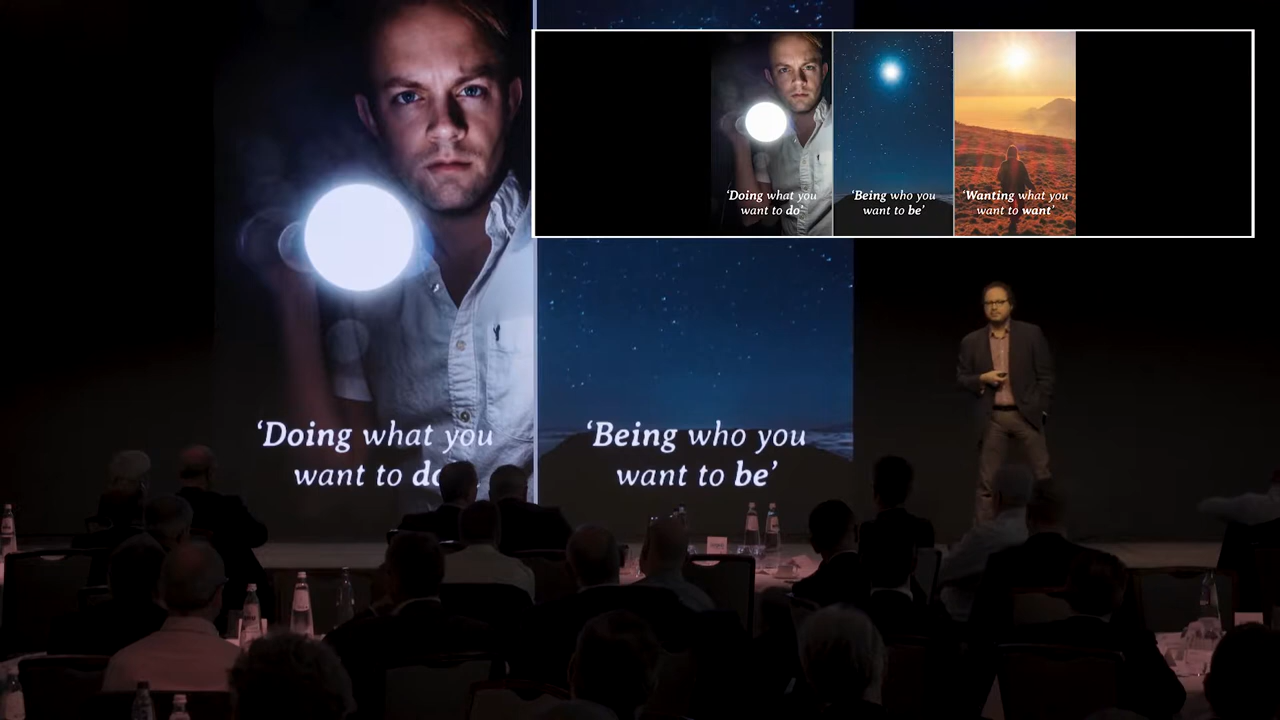 ‘Doing what you
want to do’
‘Being who you
want to be’
‘Wanting what you
want to want’
‘Doing what you
want to do
‘Being who you
want to be’